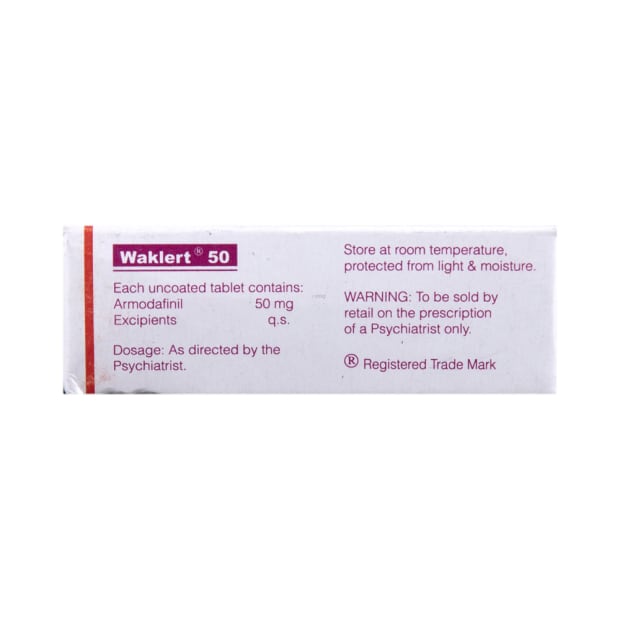 Waklert® 50
Each uncoated tablet contains:
Armodafinil 50 mg
Excipients q.s.
Dosage: As directed by the
Psychiatrist.
Store at room temperature,
protected from light & moisture.
WARNING: To be sold by
retail on the prescription
of a Psychiatrist only.
® Registered Trade Mark